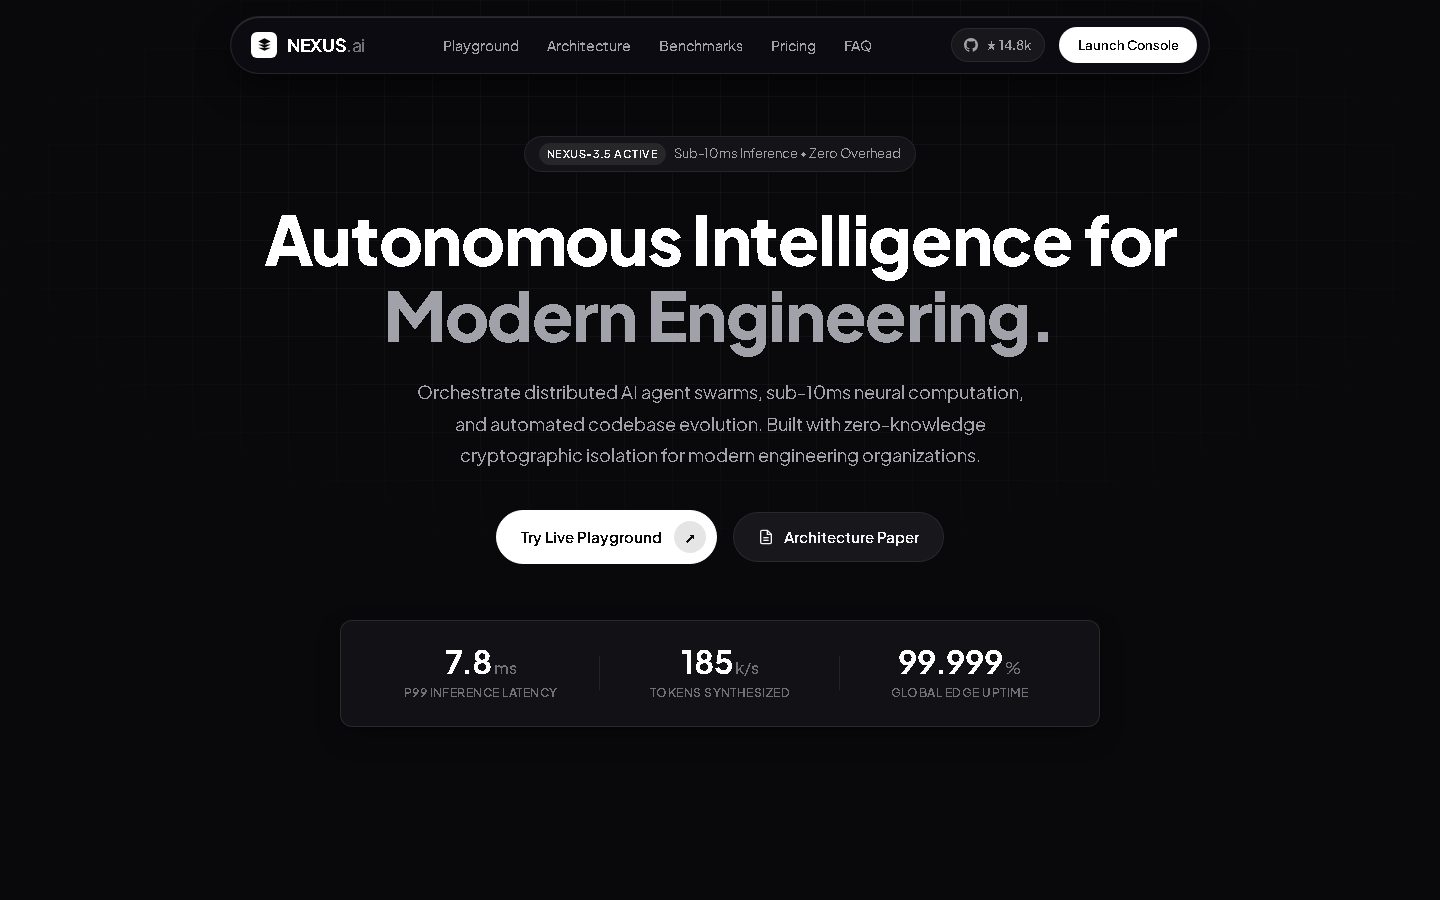 NEXUS.ai
Playground
Architecture
Benchmarks
Pricing
FAQ
★ 14.8k
Launch Console
NEXUS-3.5 ACTIVE Sub-10ms Inference • Zero Overhead
Autonomous Intelligence for
Modern Engineering.
Orchestrate distributed AI agent swarms, sub-10ms neural computation,
and automated codebase evolution. Built with zero-knowledge
cryptographic isolation for modern engineering organizations.
Try Live Playground ↗
Architecture Paper
7.8 ms
P99 INFERENCE LATENCY
185 k/s
TOKENS SYNTHESIZED
99.999 %
GLOBAL EDGE UPTIME